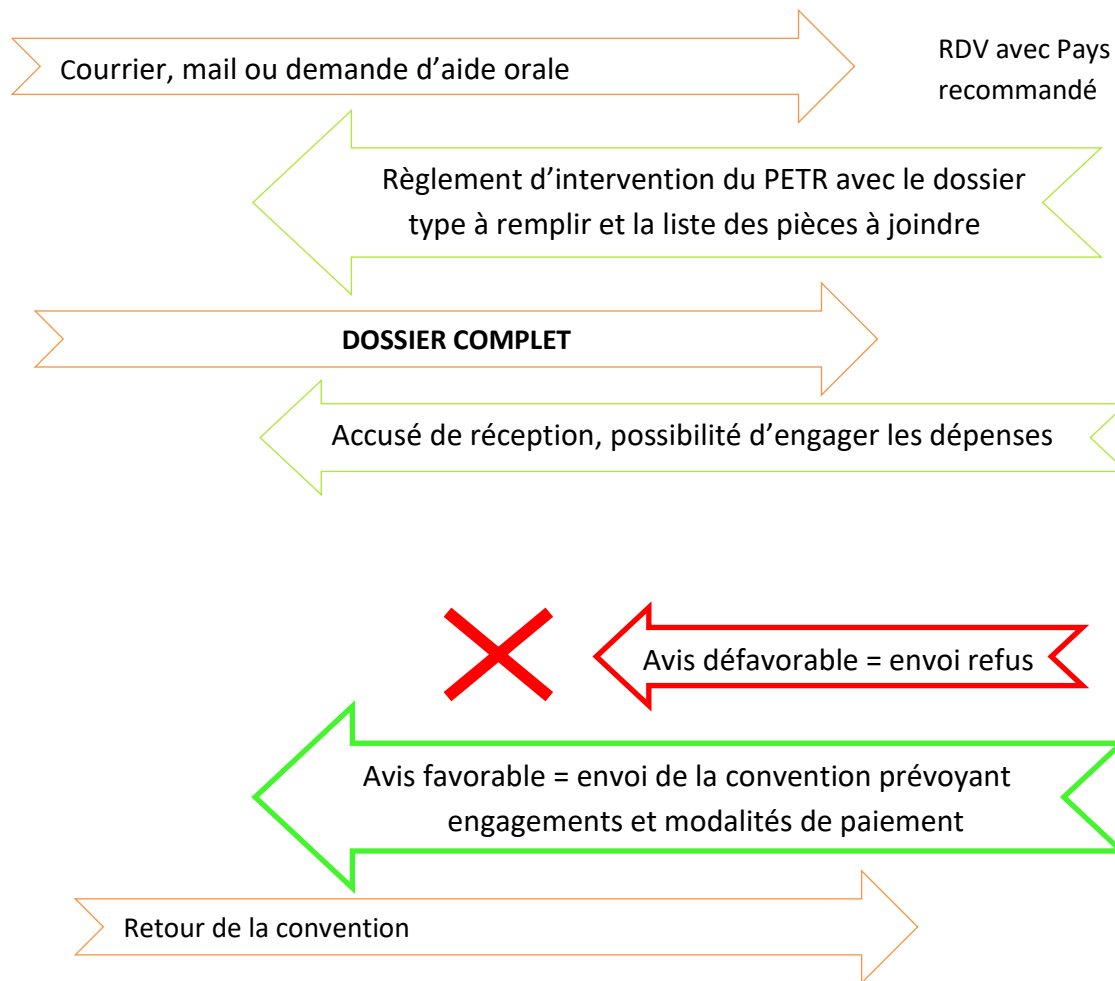 Courrier, mail ou demande d'aide orale
RDV avec Pays
recommandé
Règlement d'intervention du PETR avec le dossier
type à remplir et la liste des pièces à joindre
DOSSIER COMPLET
Accusé de réception, possibilité d'engager les dépenses
Avis défavorable = envoi refus
Avis favorable = envoi de la convention prévoyant
engagements et modalités de paiement
Retour de la convention